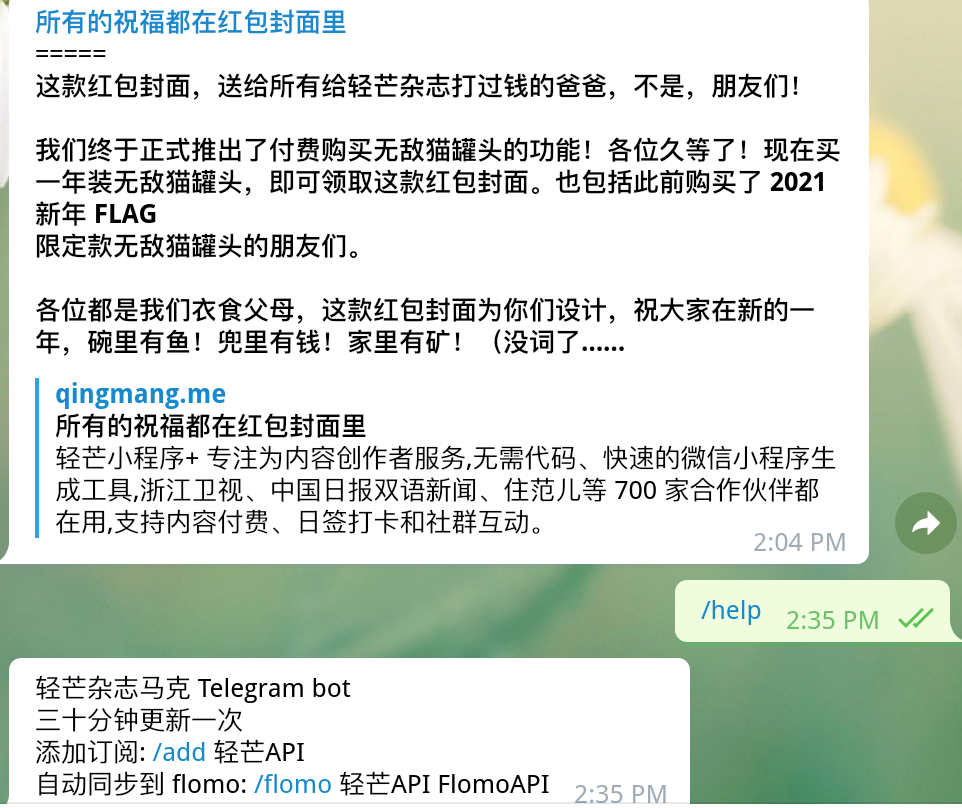 所有的祝福都在红包封面里
=====
这款红包封面，送给所有给轻芒杂志打过钱的爸爸，不是，朋友们！
我们终于正式推出了付费购买无敌猫罐头的功能！各位久等了！现在买
一年装无敌猫罐头，即可领取这款红包封面。也包括此前购买了 2021
新年 FLAG
限定款无敌猫罐头的朋友们。
各位都是我们衣食父母，这款红包封面为你们设计，祝大家在新的一
年，碗里有鱼！兜里有钱！家里有矿！（没词了......
qingmang.me
所有的祝福都在红包封面里
轻芒小程序+ 专注为内容创作者服务,无需代码、快速的微信小程序生
成工具,浙江卫视、中国日报双语新闻、住范儿等 700 家合作伙伴都
在用,支持内容付费、日签打卡和社群互动。
2:04 PM
/help 2:35 PM
轻芒杂志马克 Telegram bot
三十分钟更新一次
添加订阅: /add 轻芒API
自动同步到 flomo: /flomo 轻芒API FlomoAPI 2:35 PM